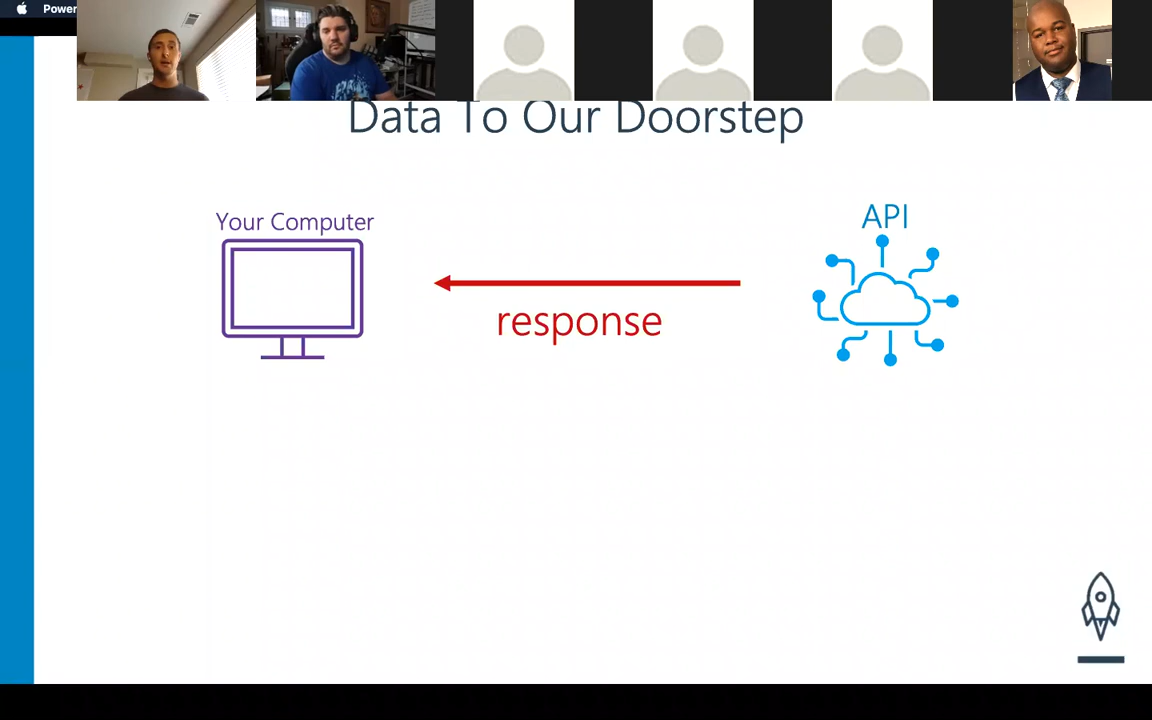 Power
Data To Our Doorstep
Your Computer
API
response